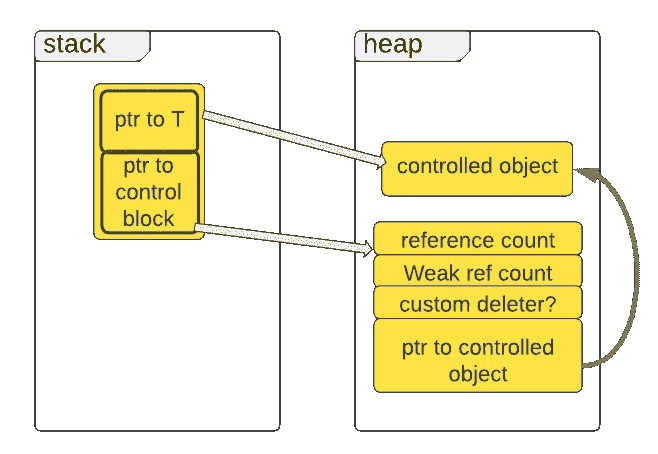 stack
heap
ptr to T
ptr to
control
block
controlled object
reference count
Weak ref count
custom deleter?
ptr to controlled
object